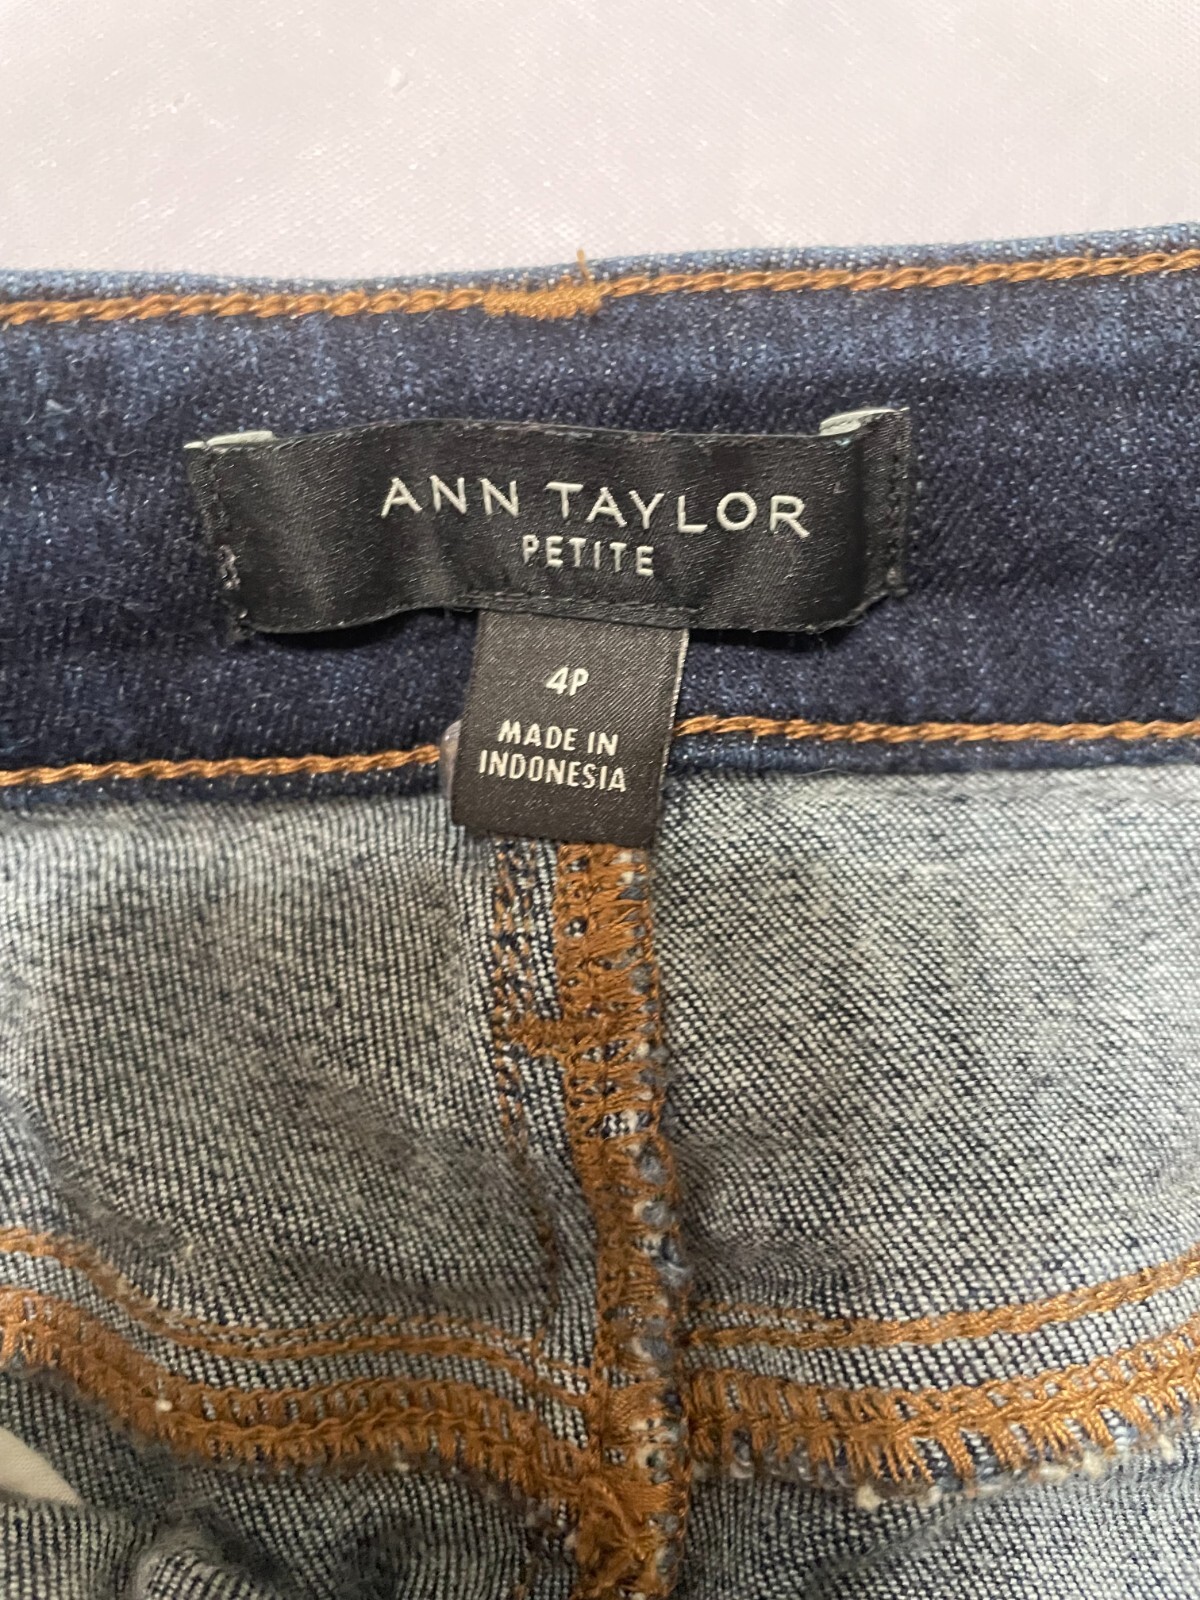 ANN TAYLOR
PETITE
4P
MADE IN
INDONESIA